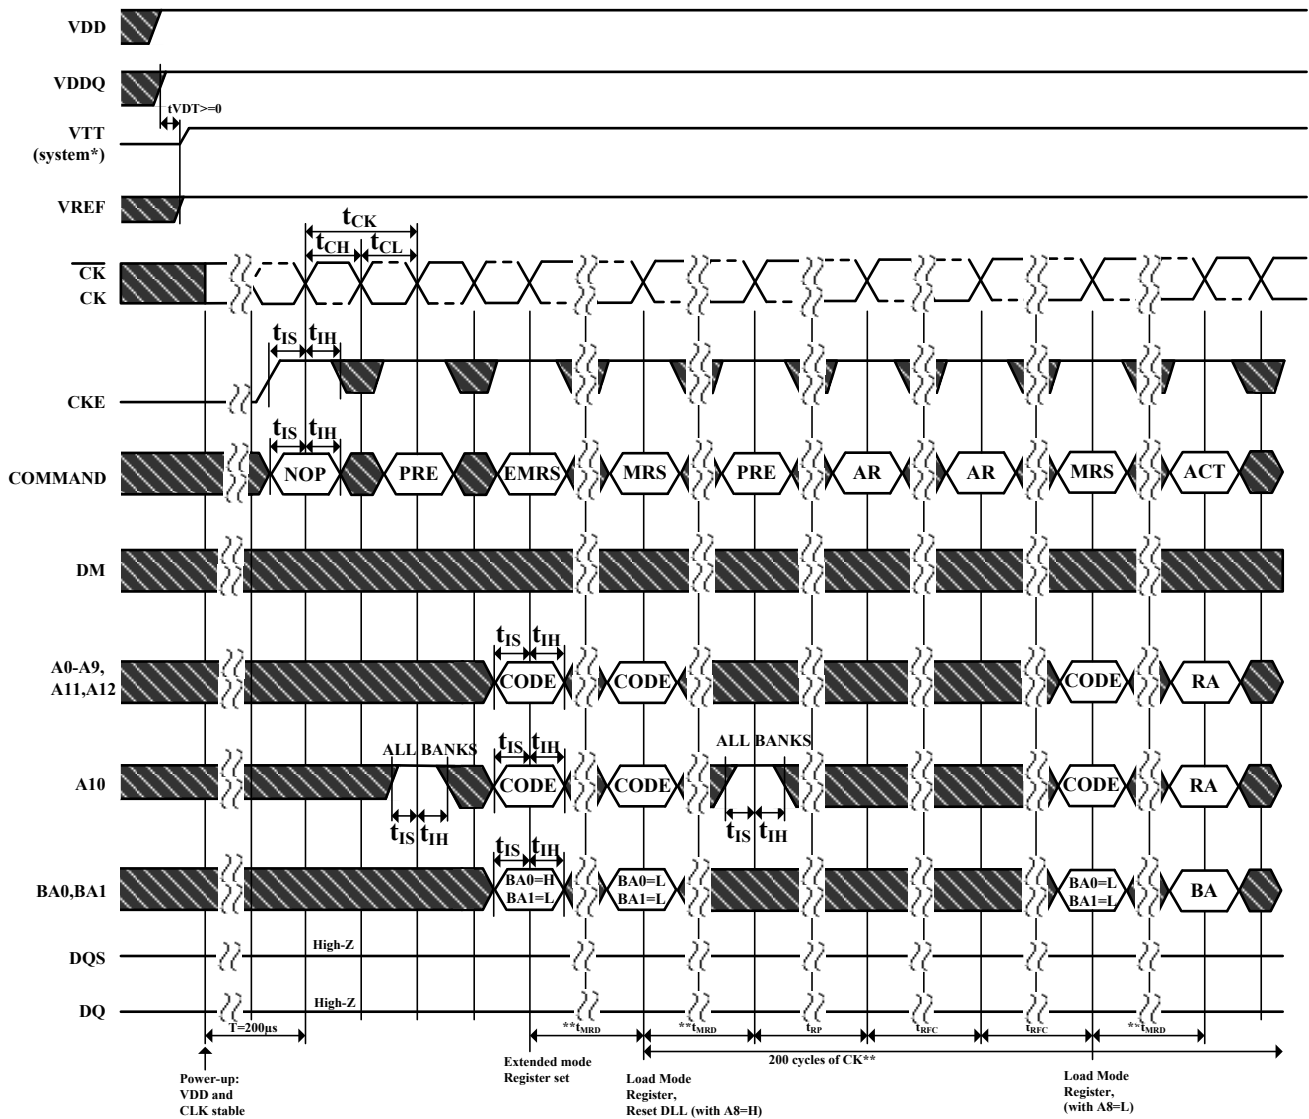 VDD
VDDQ
tVDT>=0
VTT
(system*)
VREF
tCK
tCH tCL
CK
CK
tIS tIH
CKE
tIS tIH
COMMAND NOP PRE EMRS MRS PRE AR AR MRS ACT
DM
tIS tIH
A0-A9,
A11,A12 CODE CODE CODE RA
ALL BANKS tIS tIH ALL BANKS
A10 CODE CODE CODE RA
tIS tIH tIS tIH
tIS tIH
BA0,BA1 BA0=H BA1=L BA0=L BA1=L BA0=L BA1=L BA
High-Z
DQS
High-Z
DQ
T=200µs **tMRD **tMRD tRP tRFC tRFC **tMRD
200 cycles of CK**
Power-up:
VDD and
CLK stable
Extended mode
Register set
Load Mode
Register,
Reset DLL (with A8=H)
Load Mode
Register,
(with A8=L)